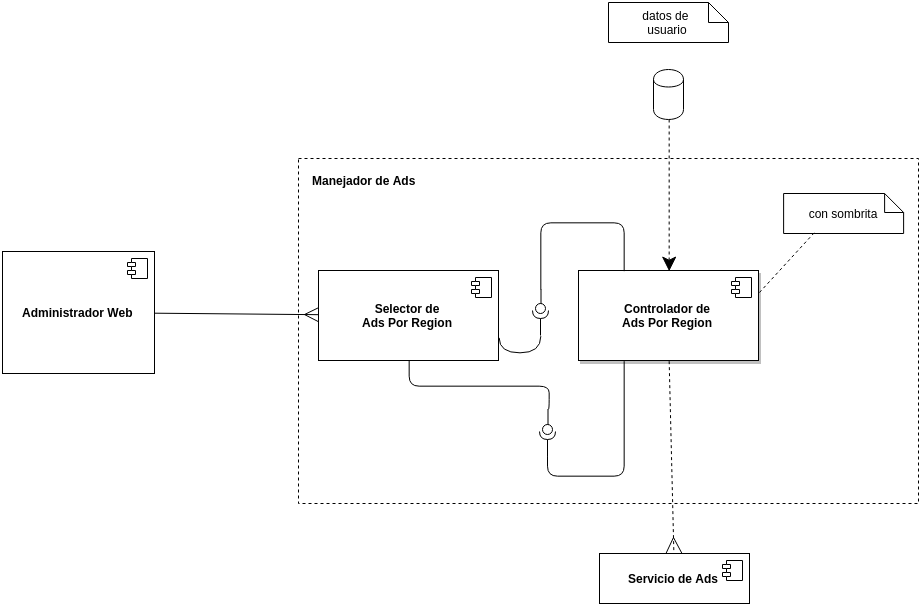 datos de
usuario
Manejador de Ads
con sombrita
Administrador Web
Selector de
Ads Por Region
Controlador de
Ads Por Region
Servicio de Ads